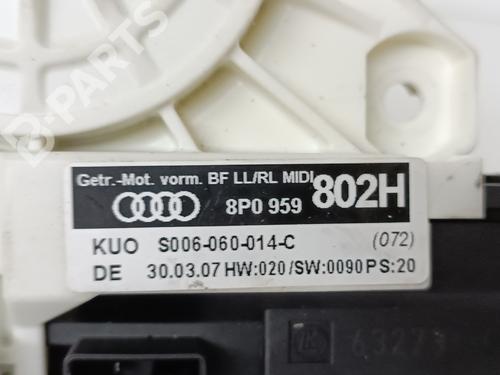 B-PARTS
Getr.-Mot. vorm. BF LL/RL MIDI
8P0 959 802H
KUO S006-060-014-C (072)
DE 30.03.07 HW:020/SW:0090 PS:20
63273